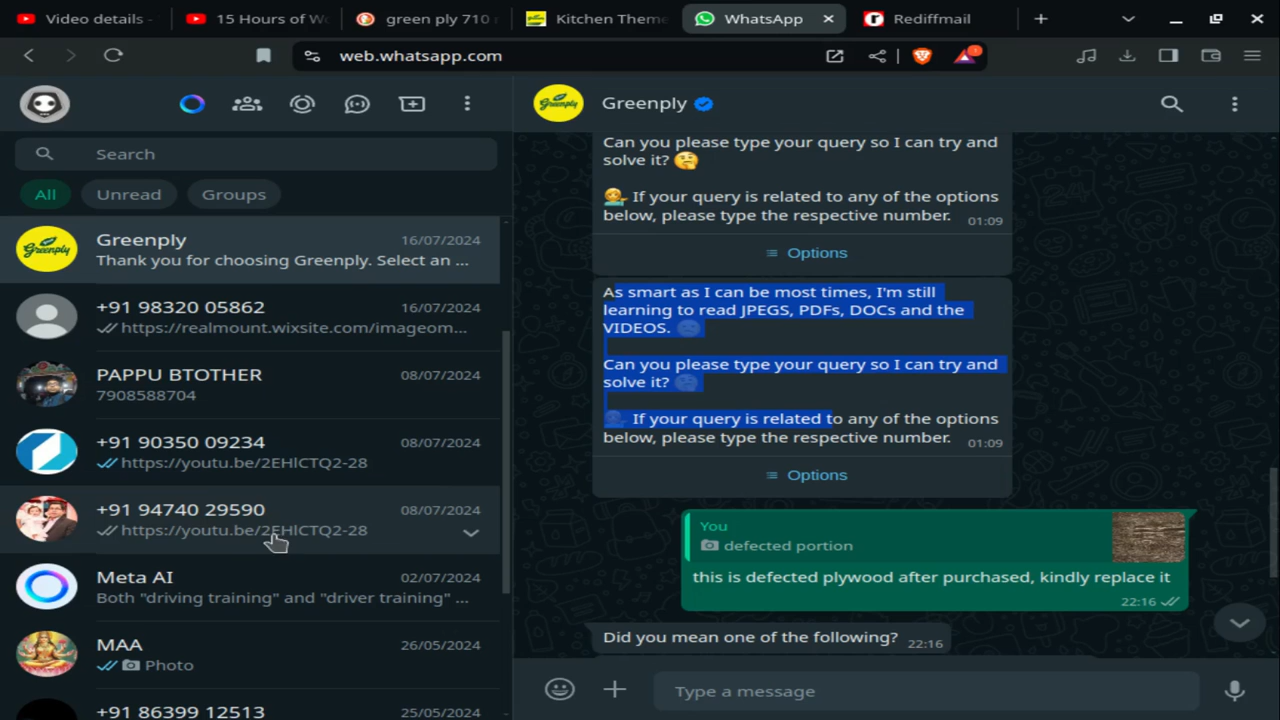 Video details -
15 Hours of W
green ply 710
Kitchen Theme
WhatsApp
Rediffmail
web.whatsapp.com
Search
All
Unread
Groups
Greenply
16/07/2024
Thank you for choosing Greenply. Select an ...
+91 98320 05862
16/07/2024
https://realmount.wixsite.com/imageom...
PAPPU BTOTHER
08/07/2024
7908588704
+91 90350 09234
08/07/2024
https://youtu.be/2EHlCTQ2-28
+91 94740 29590
08/07/2024
https://youtu.be/2EHlCTQ2-28
Meta AI
02/07/2024
Both "driving training" and "driver training" ...
MAA
26/05/2024
Photo
+91 86399 12513
25/05/2024
Greenply
Greenply
Can you please type your query so I can try and
solve it? 🤔
💁 If your query is related to any of the options
below, please type the respective number. 01:09
Options
As smart as I can be most times, I'm still
learning to read JPEGS, PDFs, DOCs and the
VIDEOS.
Can you please type your query so I can try and
solve it? 🤔
💁 If your query is related to any of the options
below, please type the respective number. 01:09
Options
You
defected portion
this is defected plywood after purchased, kindly replace it
22:16
Did you mean one of the following? 22:16
Type a message